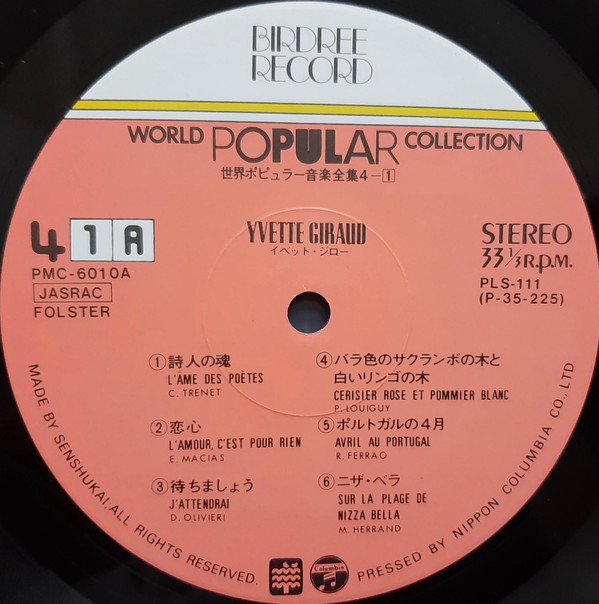 BIRDREE
RECORD
WORLD POPULAR COLLECTION
世界ポピュラー音楽全集4-1
4 1 A
PMC-6010A
JASRAC
FOLSTER
YVETTE GIRAUD
イベット・ジロー
STEREO
33 1/3 R.p.M.
PLS-111
(P-35-225)
① 詩人の魂
L'AME DES POÈTES
C. TRENET
② 恋心
L'AMOUR, C'EST POUR RIEN
E. MACIAS
③ 待ちましょう
J'ATTENDRAI
D. OLIVIERI
④ バラ色のサクランボの木と
白いリンゴの木
CERISIER ROSE ET POMMIER BLANC
P. LOUIGUY
⑤ ポルトガルの4月
AVRIL AU PORTUGAL
R. FERRAO
⑥ ニザ・ベラ
SUR LA PLAGE DE
NIZZA BELLA
M. HERRAND
MADE BY SENSHUKAI, ALL RIGHTS RESERVED.
Columbia
PRESSED BY NIPPON COLUMBIA CO., LTD.